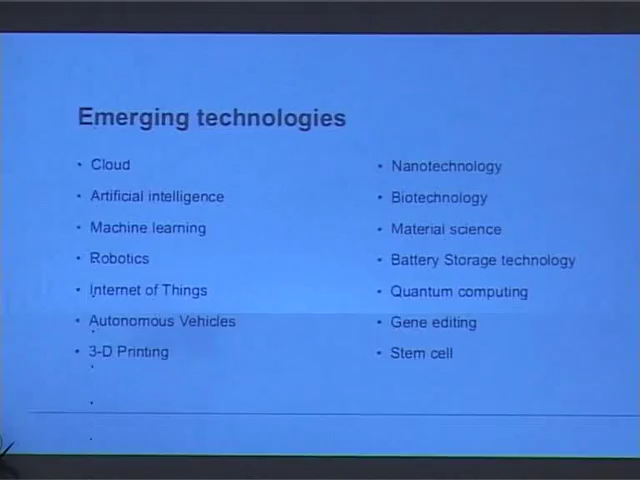 Emerging technologies
• Cloud
• Artificial intelligence
• Machine learning
• Robotics
• Internet of Things
• Autonomous Vehicles
• 3-D Printing
• Nanotechnology
• Biotechnology
• Material science
• Battery Storage technology
• Quantum computing
• Gene editing
• Stem cell